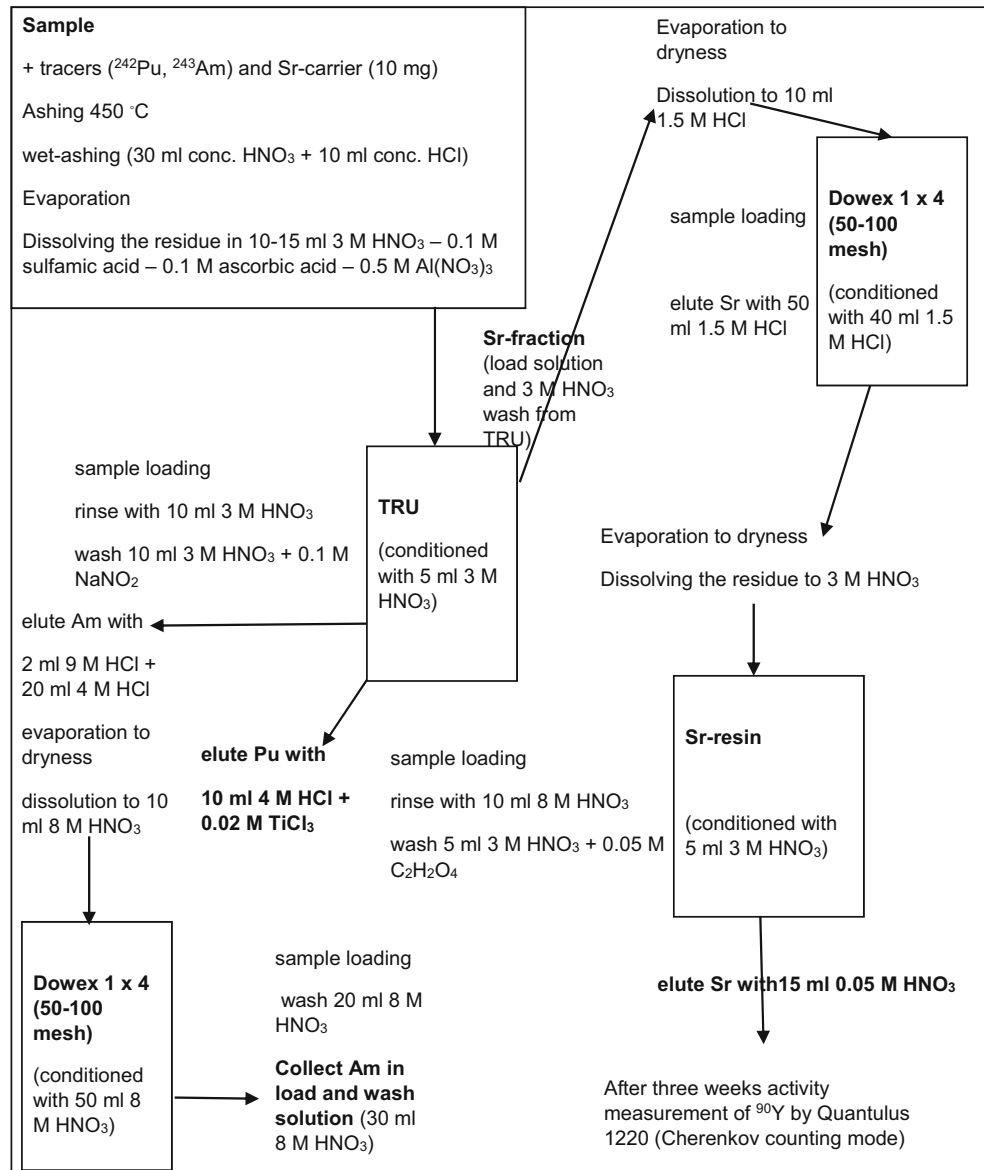 Sample
+ tracers (²⁴²Pu, ²⁴³Am) and Sr-carrier (10 mg)
Ashing 450 °C
wet-ashing (30 ml conc. HNO₃ + 10 ml conc. HCl)
Evaporation
Dissolving the residue in 10-15 ml 3 M HNO₃ – 0.1 M
sulfamic acid – 0.1 M ascorbic acid – 0.5 M Al(NO₃)₃
Sr-fraction
(load solution
and 3 M HNO₃
wash from
TRU)
Evaporation to
dryness
Dissolution to 10 ml
1.5 M HCl
sample loading
elute Sr with 50
ml 1.5 M HCl
Dowex 1 x 4
(50-100
mesh)
(conditioned
with 40 ml 1.5
M HCl)
sample loading
rinse with 10 ml 3 M HNO₃
wash 10 ml 3 M HNO₃ + 0.1 M
NaNO₂
TRU
(conditioned
with 5 ml 3 M
HNO₃)
elute Am with
2 ml 9 M HCl +
20 ml 4 M HCl
evaporation to
dryness
dissolution to 10
ml 8 M HNO₃
elute Pu with
10 ml 4 M HCl +
0.02 M TiCl₃
Evaporation to dryness
Dissolving the residue to 3 M HNO₃
sample loading
rinse with 10 ml 8 M HNO₃
wash 5 ml 3 M HNO₃ + 0.05 M
C₂H₂O₄
Sr-resin
(conditioned with
5 ml 3 M HNO₃)
Dowex 1 x 4
(50-100
mesh)
(conditioned
with 50 ml 8
M HNO₃)
sample loading
wash 20 ml 8 M
HNO₃
Collect Am in
load and wash
solution (30 ml
8 M HNO₃)
elute Sr with15 ml 0.05 M HNO₃
After three weeks activity
measurement of ⁹⁰Y by Quantulus
1220 (Cherenkov counting mode)